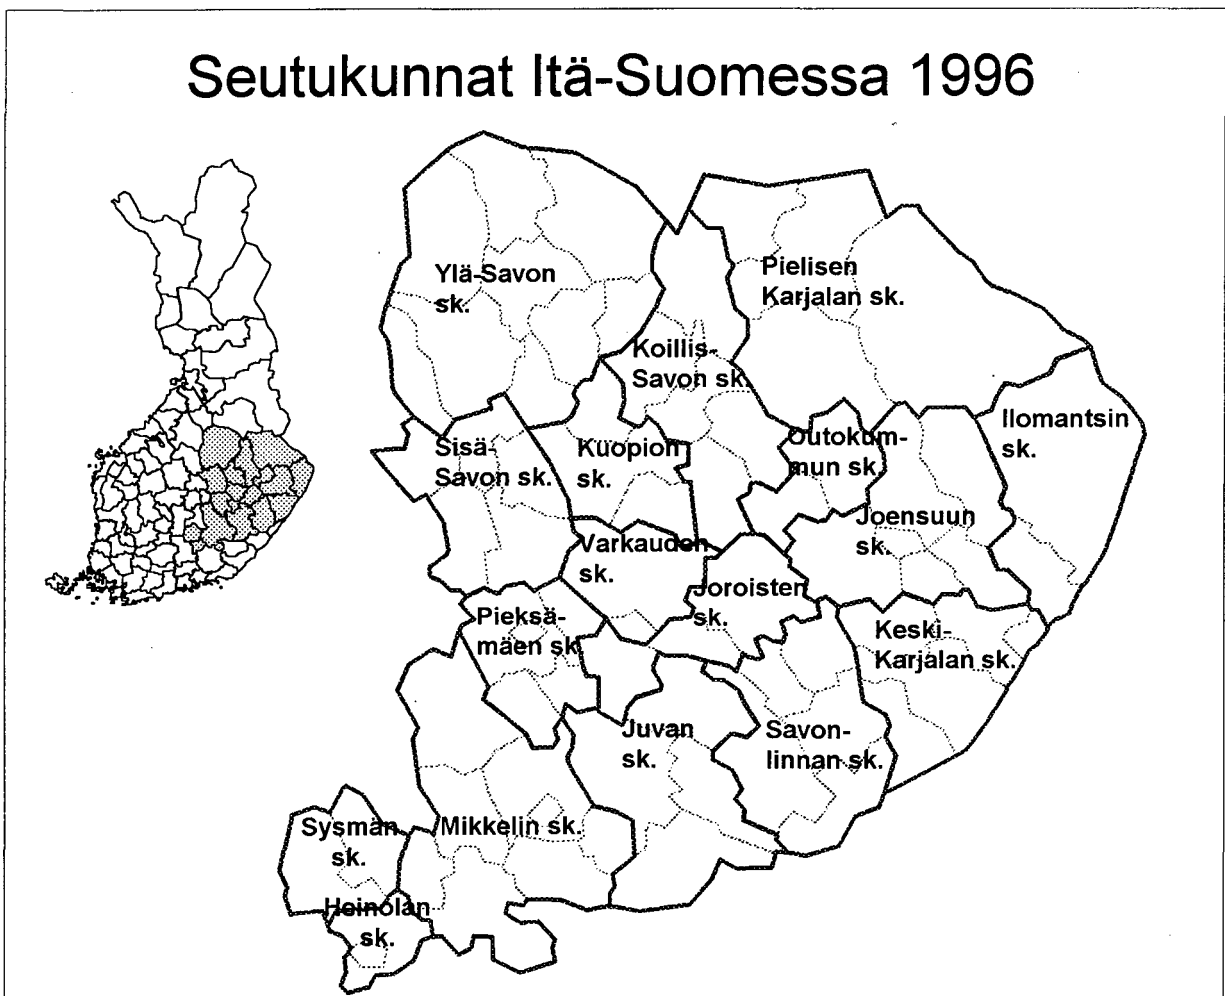 Seutukunnat Itä-Suomessa 1996
Ylä-Savon
sk.
Pielisen
Karjalan sk.
Koillis-
Savon sk.
Ilomantsin
sk.
Sisä-
Savon sk.
Kuopion
sk.
Outokum-
mun sk.
Joensuun
sk.
Varkauden
sk.
Joroisten
sk.
Pieksä-
mäen sk.
Keski-
Karjalan sk.
Juvan
sk.
Savon-
linnan sk.
Sysmän
sk.
Mikkelin sk.
Heinolan
sk.